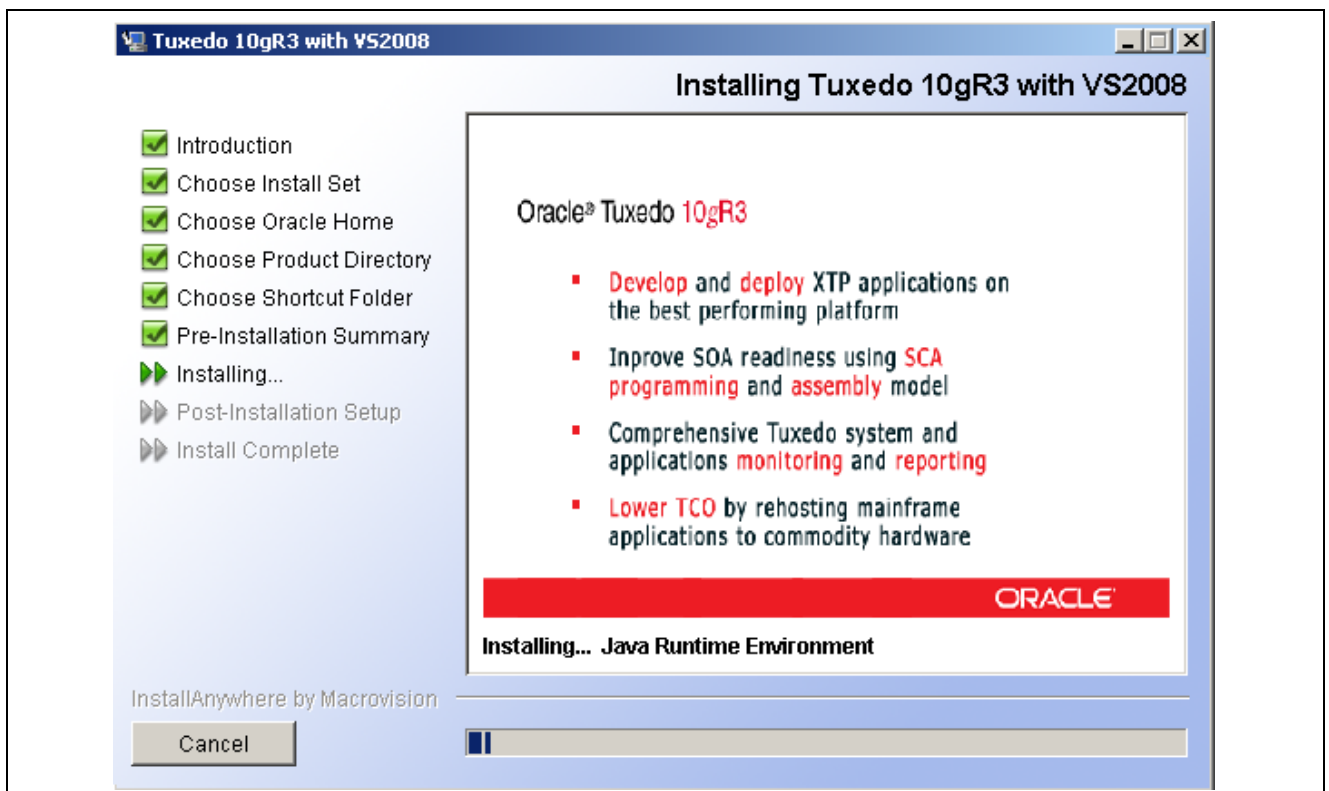 Tuxedo 10gR3 with VS2008
Installing Tuxedo 10gR3 with VS2008
Introduction
Choose Install Set
Choose Oracle Home
Choose Product Directory
Choose Shortcut Folder
Pre-Installation Summary
Installing...
Post-Installation Setup
Install Complete
Oracle® Tuxedo 10gR3
Develop and deploy XTP applications on
the best performing platform
Inprove SOA readiness using SCA
programming and assembly model
Comprehensive Tuxedo system and
applications monitoring and reporting
Lower TCO by rehosting mainframe
applications to commodity hardware
ORACLE
Installing... Java Runtime Environment
InstallAnywhere by Macrovision
Cancel